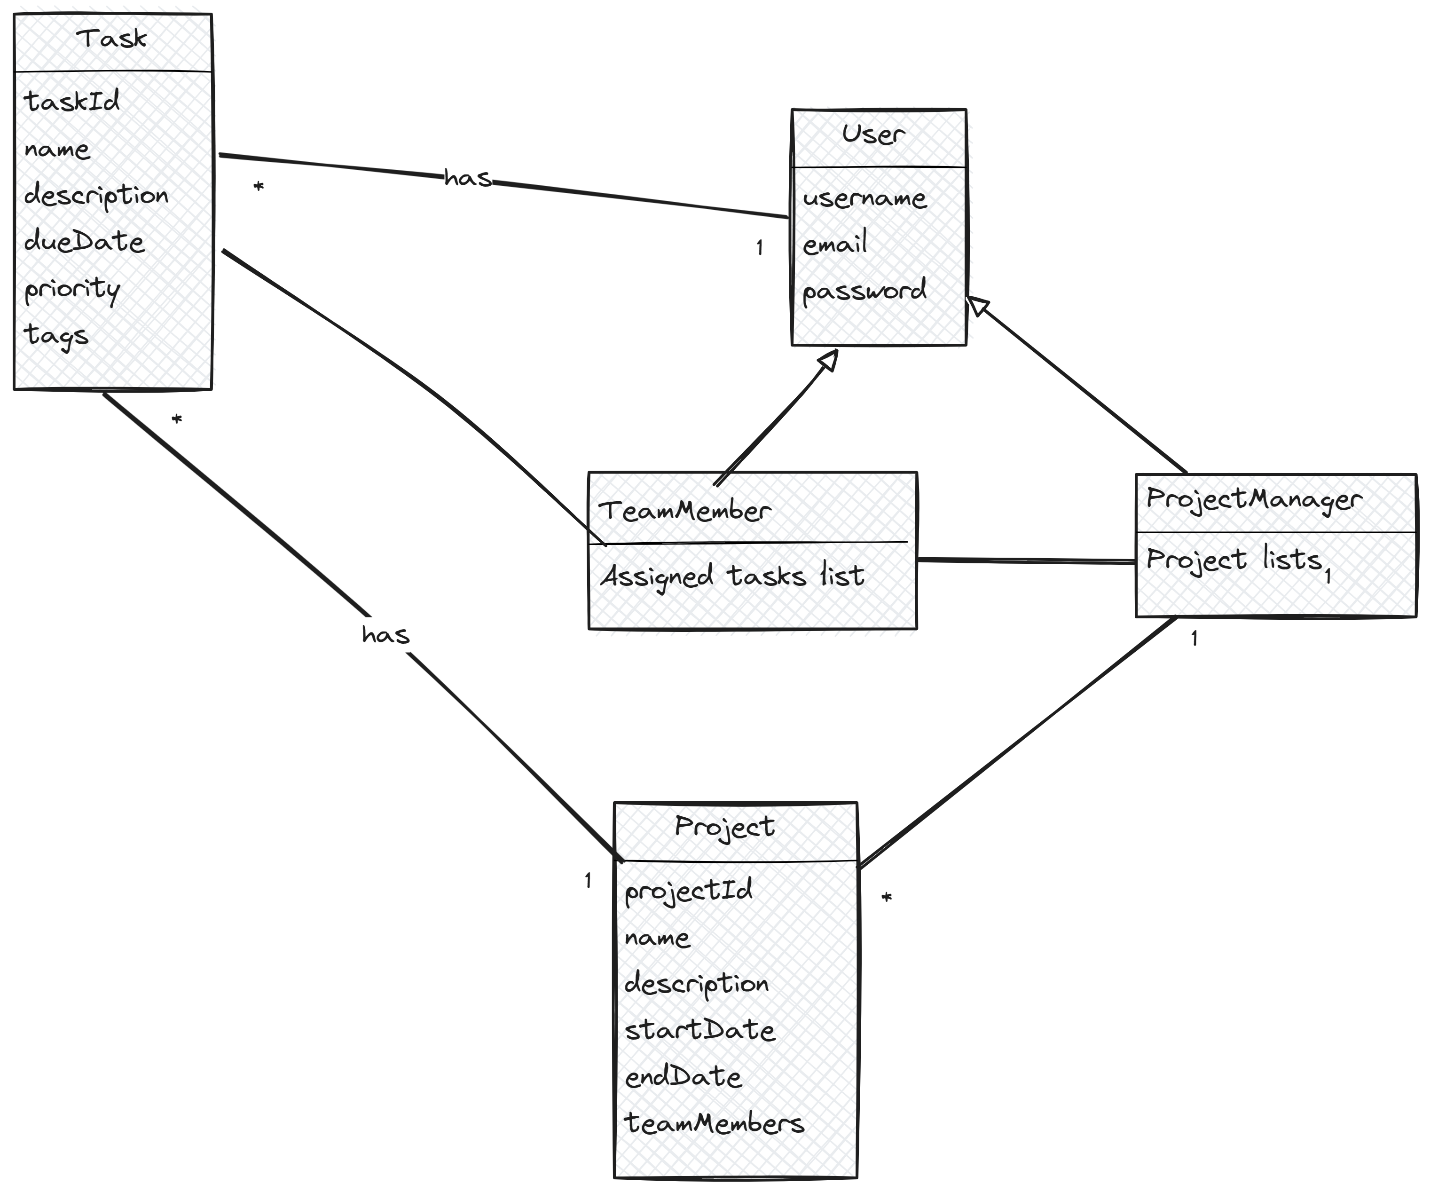 Task
taskId
name
description
dueDate
priority
tags
*
has
1
User
username
email
password
*
TeamMember
Assigned tasks list
ProjectManager
Project lists
1
1
has
Project
projectId
name
description
startDate
endDate
teamMembers
1
*